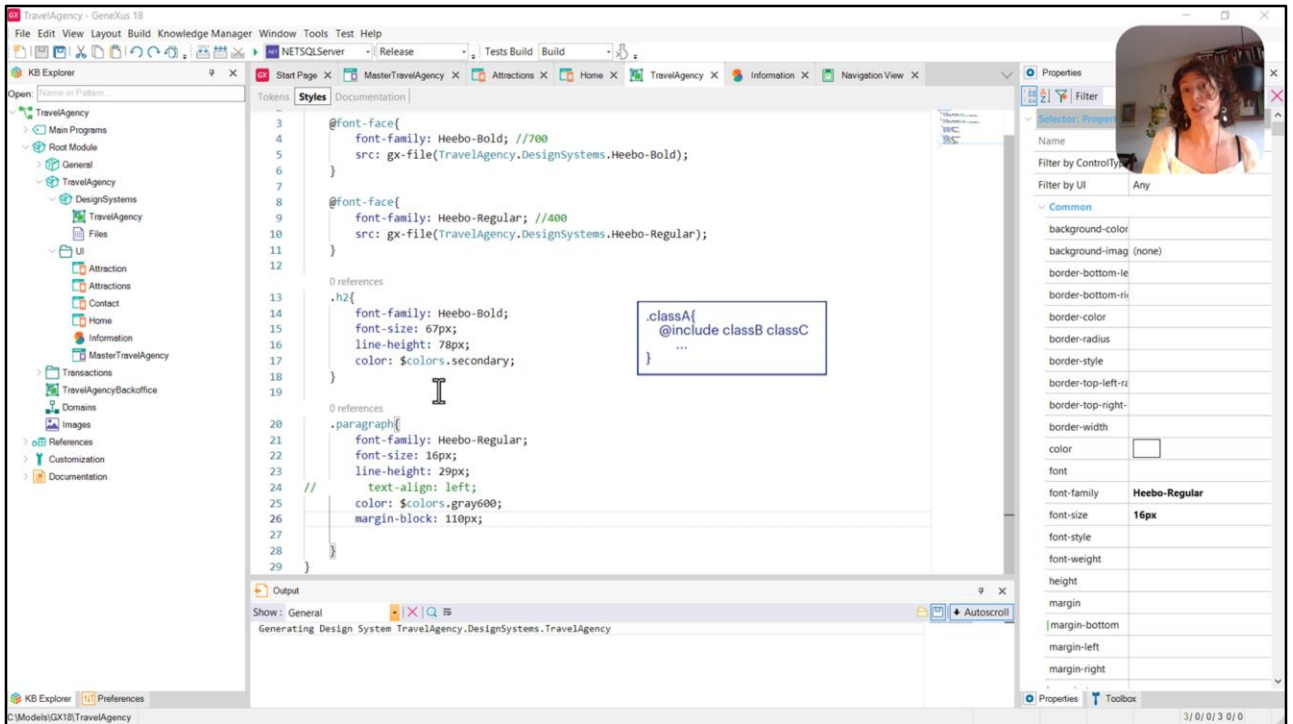 GX TravelAgency - GeneXus 18
File Edit View Layout Build Knowledge Manager Window Tools Test Help
NETSQLServer Release Tests Build Build
KB Explorer
Open: Name or Pattern...
TravelAgency
Main Programs
Root Module
General
TravelAgency
DesignSystems
TravelAgency
Files
UI
Attraction
Attractions
Contact
Home
Information
MasterTravelAgency
Transactions
TravelAgencyBackoffice
Domains
Images
References
Customization
Documentation
KB Explorer Preferences
GX Start Page MasterTravelAgency Attractions Home TravelAgency Information Navigation View
Tokens Styles Documentation
3 @font-face{
4 font-family: Heebo-Bold; //700
5 src: gx-file(TravelAgency.DesignSystems.Heebo-Bold);
6 }
7
8 @font-face{
9 font-family: Heebo-Regular; //400
10 src: gx-file(TravelAgency.DesignSystems.Heebo-Regular);
11 }
12
0 references
13 .h2{
14 font-family: Heebo-Bold;
15 font-size: 67px;
16 line-height: 78px;
17 color: $colors.secondary;
18 }
19
0 references
20 .paragraph{
21 font-family: Heebo-Regular;
22 font-size: 16px;
23 line-height: 29px;
24 // text-align: left;
25 color: $colors.gray600;
26 margin-block: 110px;
27
28 }
29 }
.classA{
@include classB classC
...
}
Output
Show: General Autoscroll
Generating Design System TravelAgency.DesignSystems.TravelAgency
Properties
Filter
Selector: Propert
Name
Filter by ControlTyp
Filter by UI Any
Common
background-color
background-imag (none)
border-bottom-le
border-bottom-ri
border-color
border-radius
border-style
border-top-left-ra
border-top-right-
border-width
color
font
font-family Heebo-Regular
font-size 16px
font-style
font-weight
height
margin
margin-bottom
margin-left
margin-right
Properties Toolbox
C:\Models\GX18\TravelAgency
3/ 0/ 0/ 3 0/ 0